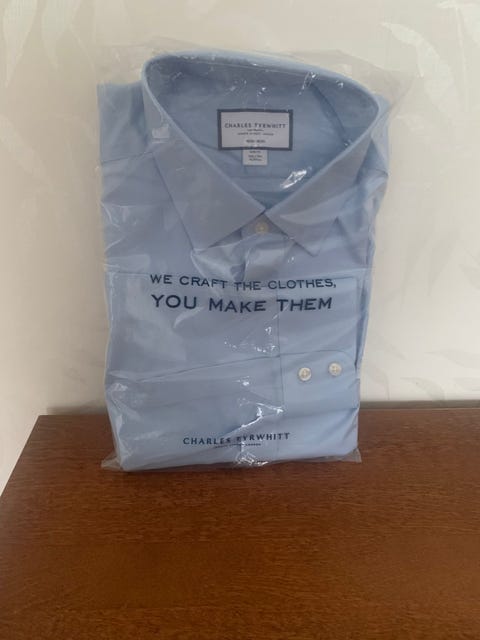 CHARLES TYRWHITT
WE CRAFT THE CLOTHES,
YOU MAKE THEM
CHARLES TYRWHITT